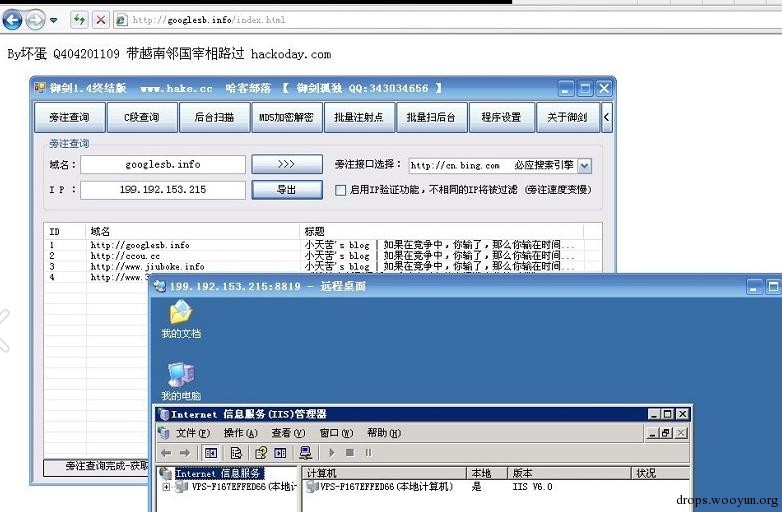 http://googlesb.info/index.html
By坏蛋 Q404201109 带越南邻国宰相路过 hackoday.com
御剑1.4终结版 www.hake.cc 哈客部落 【 御剑孤独 QQ:343034656 】
旁注查询 C段查询 后台扫描 MD5加密解密 批量注射点 批量扫后台 程序设置 关于御剑 <
旁注查询
域名: googlesb.info >>> 旁注接口选择: http://cn.bing.com 必应搜索引擎
IP: 199.192.153.215 导出 启用IP验证功能,不相同的IP将被过滤 (旁注速度变慢)
ID 域名 标题
1 http://googlesb.info 小天苦's blog | 如果在竞争中,你输了,那么你输在时间...
2 http://ccou.cc 小天苦's blog | 如果在竞争中,你输了,那么你输在时间...
3 http://www.jiuboke.info 小天苦's blog | 如果在竞争中,你输了,那么你输在时间...
4 http://www.3
199.192.153.215:8819 - 远程桌面
我的文档
我的电脑
Internet 信息服务(IIS)管理器
文件(F) 操作(A) 查看(V) 窗口(W) 帮助(H)
Internet 信息服务 计算机 本地 版本 状况
VPS-F167EFFED66(本地计 VPS-F167EFFED66(本地计算机) 是 IIS V6.0
旁注查询完成-获取
drops.wooyun.org